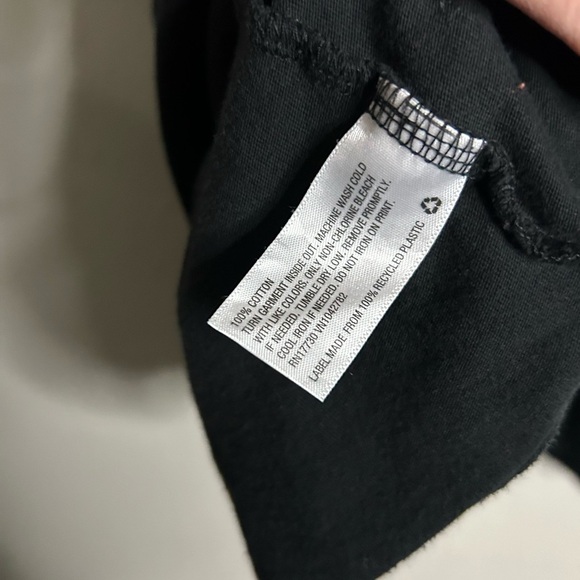 100% COTTON
TURN GARMENT INSIDE OUT. MACHINE WASH COLD
WITH LIKE COLORS. ONLY NON-CHLORINE BLEACH
IF NEEDED. TUMBLE DRY LOW. REMOVE PROMPTLY.
COOL IRON IF NEEDED. DO NOT IRON ON PRINT.
RN17730 VN1042782
LABEL MADE FROM 100% RECYCLED PLASTIC